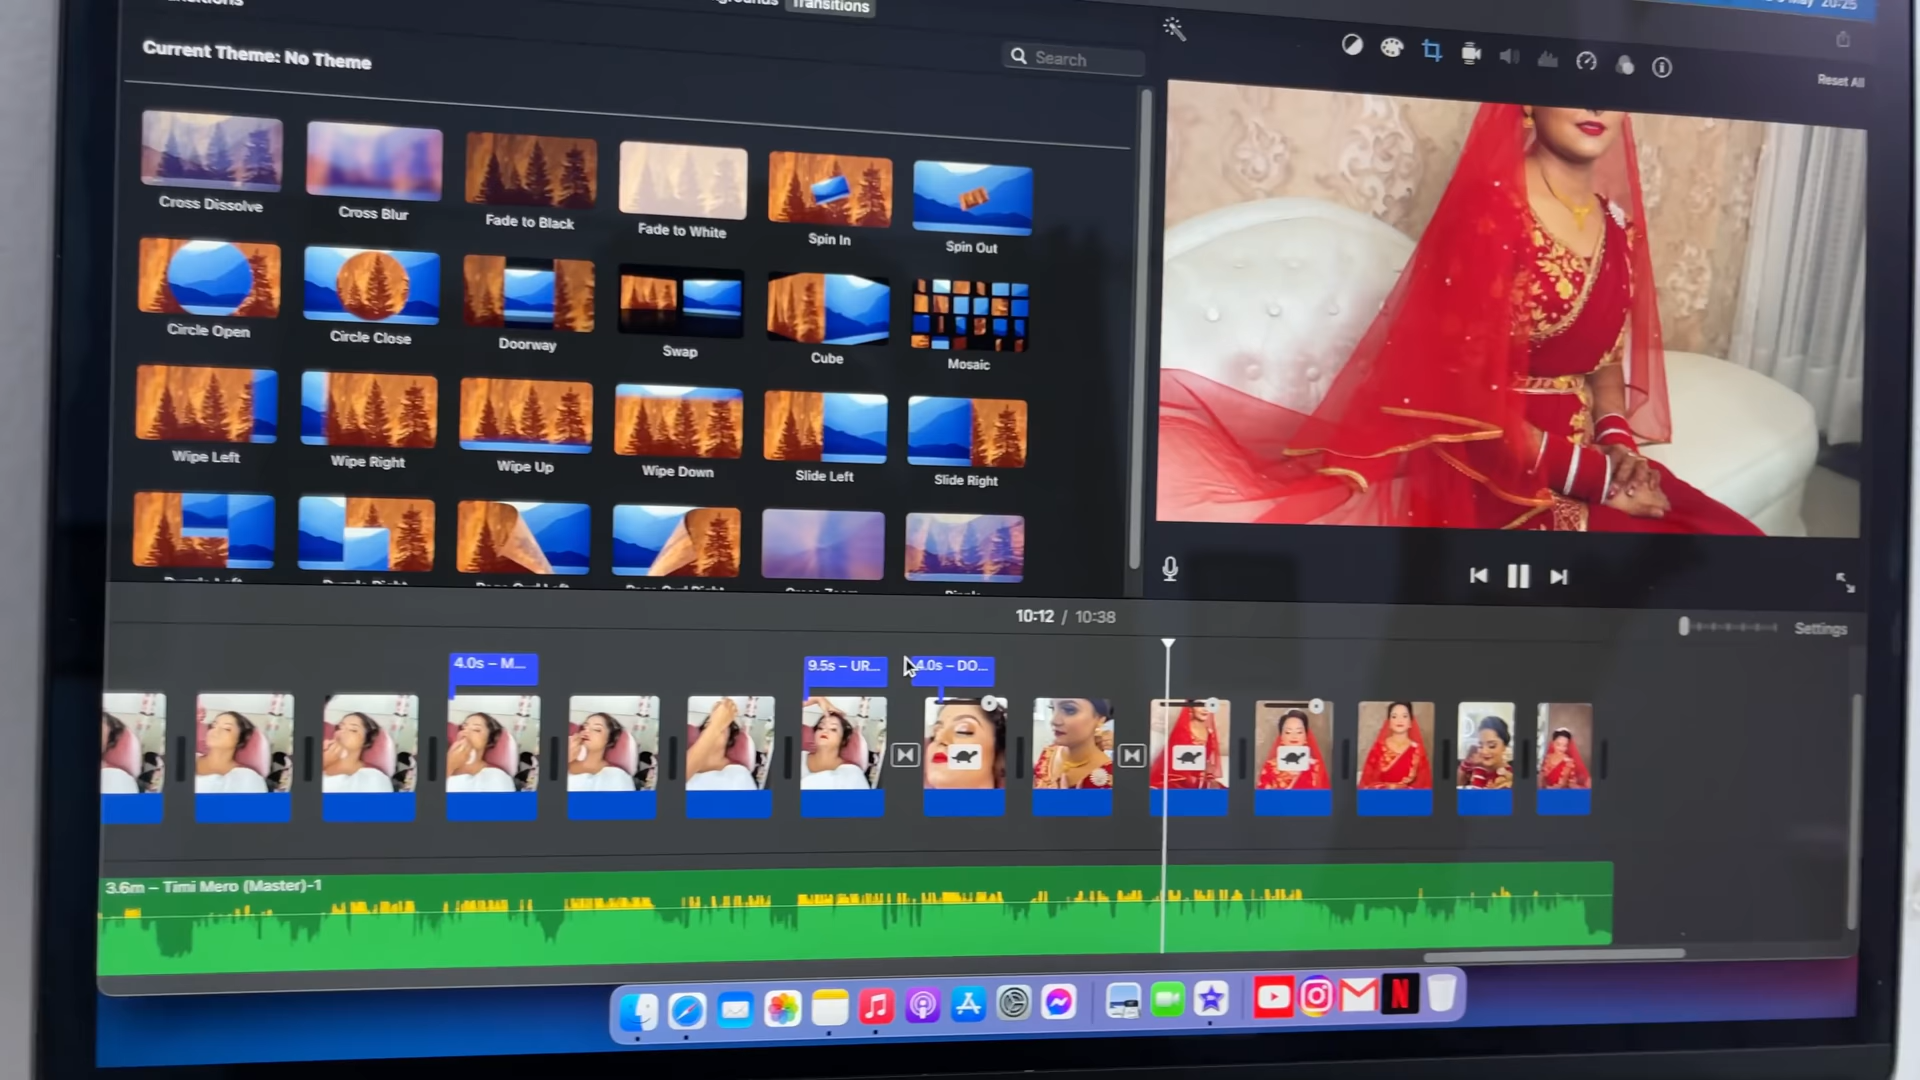 Transitions
20:25
Current Theme: No Theme
Search
Reset All
Cross Dissolve
Cross Blur
Fade to Black
Fade to White
Spin In
Spin Out
Circle Open
Circle Close
Doorway
Swap
Cube
Mosaic
Wipe Left
Wipe Right
Wipe Up
Wipe Down
Slide Left
Slide Right
10:12 / 10:38
Settings
4.0s – M...
9.5s – UR...
4.0s – DO...
3.6m – Timi Mero (Master)-1
N